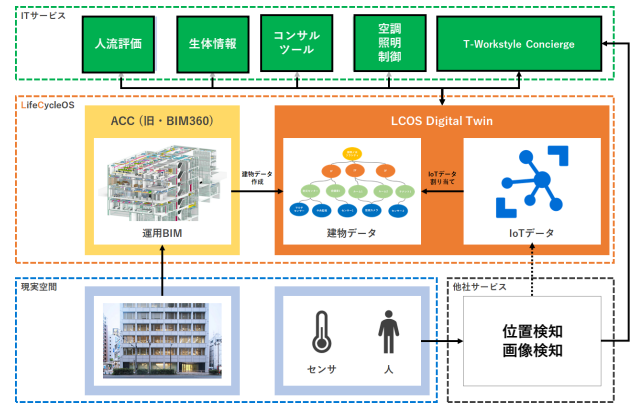 ITサービス
人流評価
生体情報
コンサル
ツール
空調
照明
制御
T-Workstyle Concierge
LifeCycleOS
ACC (旧・BIM360)
運用BIM
建物データ
作成
LCOS Digital Twin
建物データ
IoTデータ
割り当て
IoTデータ
現実空間
センサ
人
他社サービス
位置検知
画像検知